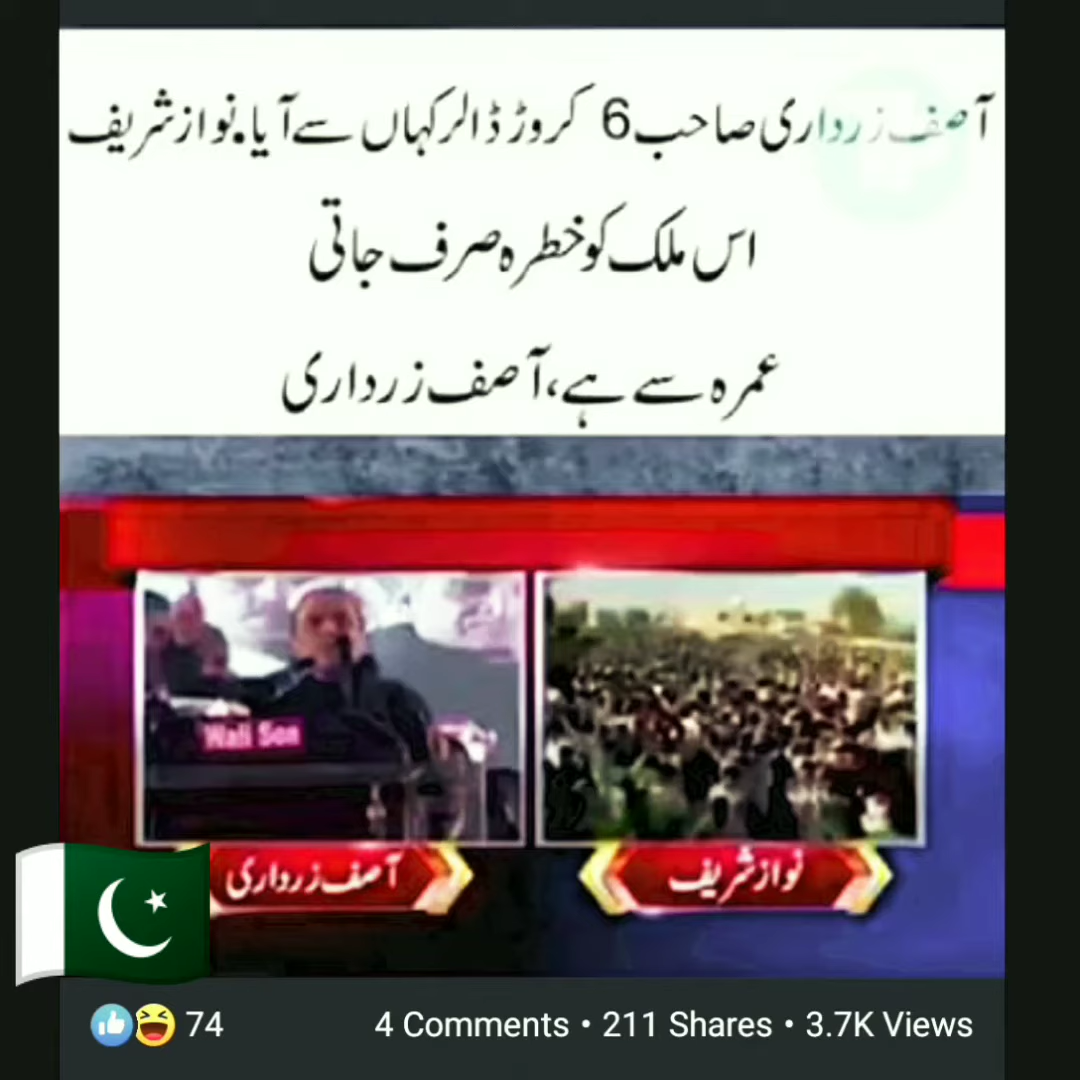 آصف زرداری صاحب 6 کروڑ ڈالر کہاں سے آیا۔نواز شریف
اس ملک کو خطرہ صرف جاتی
عمرہ سے ہے،آصف زرداری
Wali Son
آصف زرداری
نواز شریف
74
4 Comments • 211 Shares • 3.7K Views